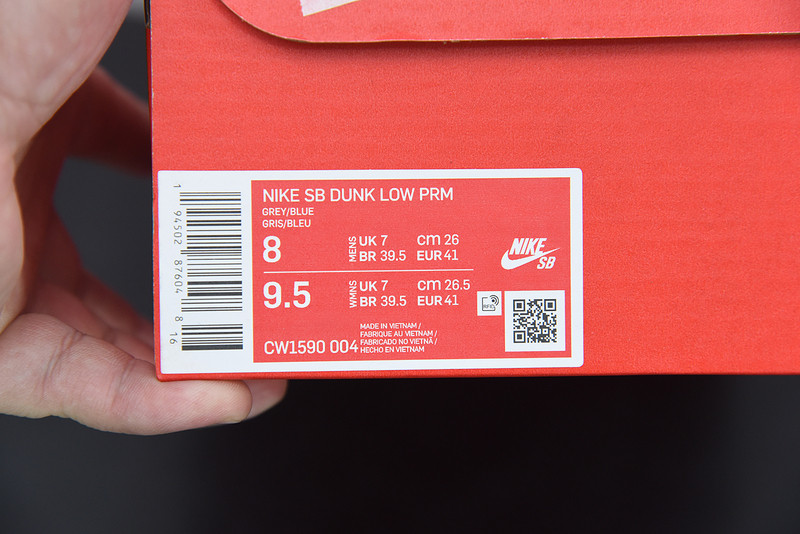 NIKE SB DUNK LOW PRM
GREY/BLUE
GRIS/BLEU
8
MENS
UK 7 cm 26
BR 39.5 EUR 41
9.5
WMNS
UK 7 cm 26.5
BR 39.5 EUR 41
CW1590 004
MADE IN VIETNAM /
FABRIQUE AU VIETNAM /
FABRICADO NO VIETNÃ /
HECHO EN VIETNAM
1 94502 87604 8 16
NIKE
SB
RFID